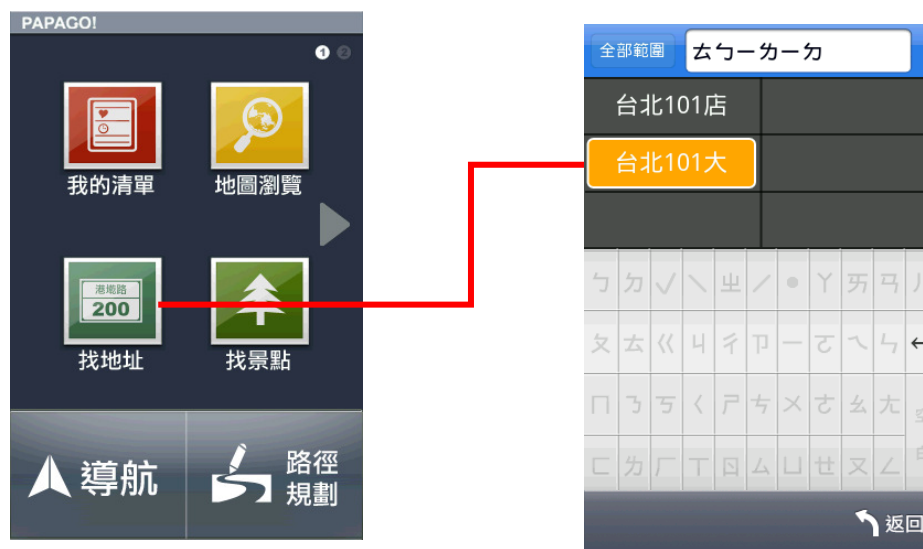 PAPAGO!
1 2
我的清單 地圖瀏覽
港墘路
200
找地址 找景點
導航 路徑
規劃
全部範圍 ㄊㄅㄧㄌㄧㄉ
台北101店
台北101大
ㄅ ㄉ ˇ ˋ ㄓ ˊ ˙ ㄚ ㄞ ㄢ ㄦ
ㄆ ㄊ ㄍ ㄐ ㄔ ㄗ ㄧ ㄛ ㄟ ㄣ ←
ㄇ ㄋ ㄎ ㄑ ㄕ ㄘ ㄨ ㄜ ㄠ ㄤ 空
ㄈ ㄌ ㄏ ㄒ ㄖ ㄙ ㄩ ㄝ ㄡ ㄥ 白
返回